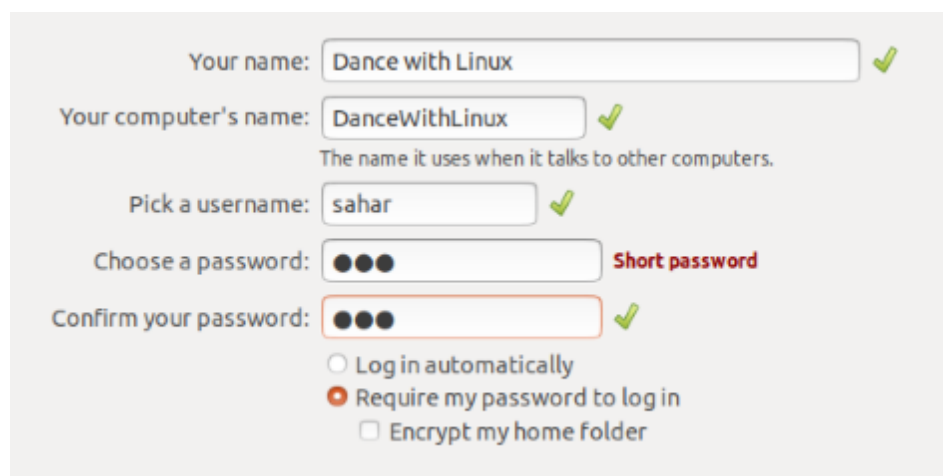 Your name: Dance with Linux
Your computer's name: DanceWithLinux
The name it uses when it talks to other computers.
Pick a username: sahar
Choose a password: ●●● Short password
Confirm your password: ●●●
Log in automatically
Require my password to log in
Encrypt my home folder